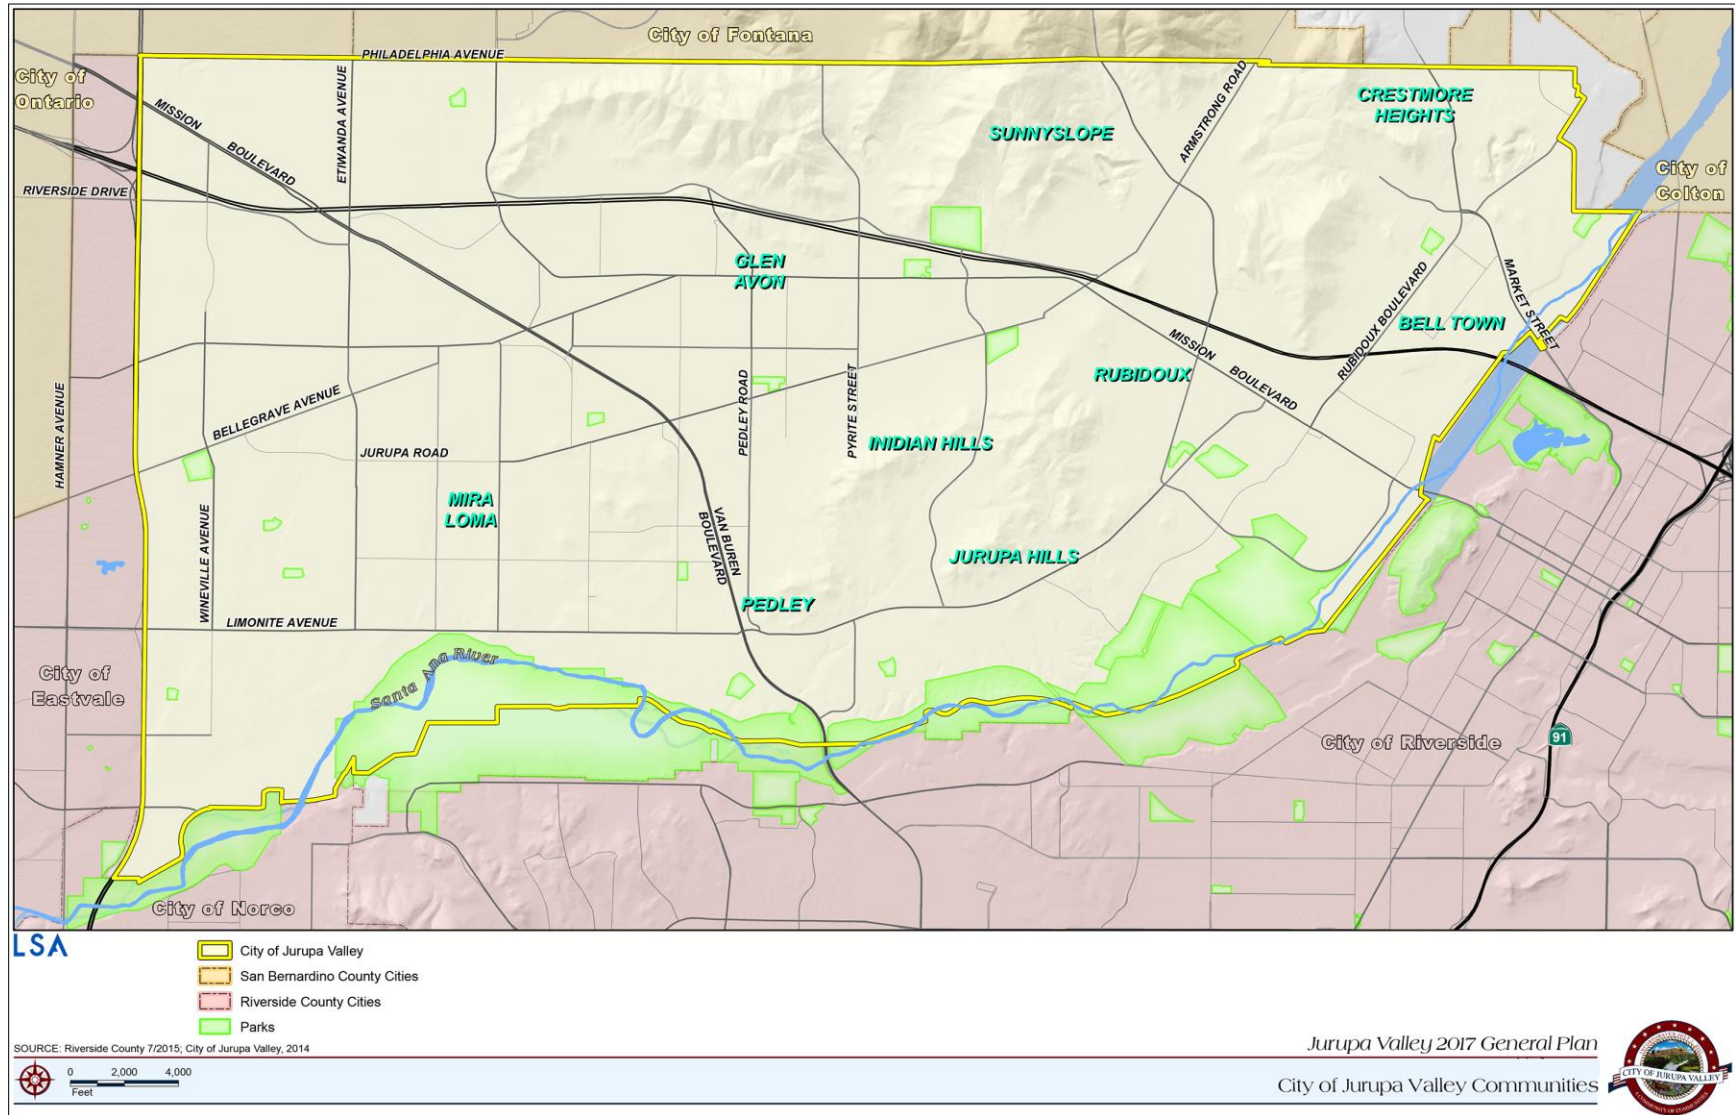 City of Fontana
PHILADELPHIA AVENUE
City of
Ontario
MISSION
BOULEVARD
ETIWANDA AVENUE
ARMSTRONG ROAD
CRESTMORE
HEIGHTS
SUNNYSLOPE
City of
Colton
RIVERSIDE DRIVE
GLEN
AVON
MARKET STREET
RUBIDOUX BOULEVARD
BELL TOWN
MISSION
BOULEVARD
RUBIDOUX
HAMNER AVENUE
BELLEGRAVE AVENUE
PEDLEY ROAD
PYRITE STREET
JURUPA ROAD
INIDIAN HILLS
MIRA
LOMA
WINEVILLE AVENUE
VAN BUREN
BOULEVARD
JURUPA HILLS
PEDLEY
LIMONITE AVENUE
City of
Eastvale
Santa Ana River
City of Riverside
91
City of Norco
LSA
City of Jurupa Valley
San Bernardino County Cities
Riverside County Cities
Parks
SOURCE: Riverside County 7/2015; City of Jurupa Valley, 2014
0 2,000 4,000
Feet
Jurupa Valley 2017 General Plan
City of Jurupa Valley Communities
CITY OF JURUPA VALLEY